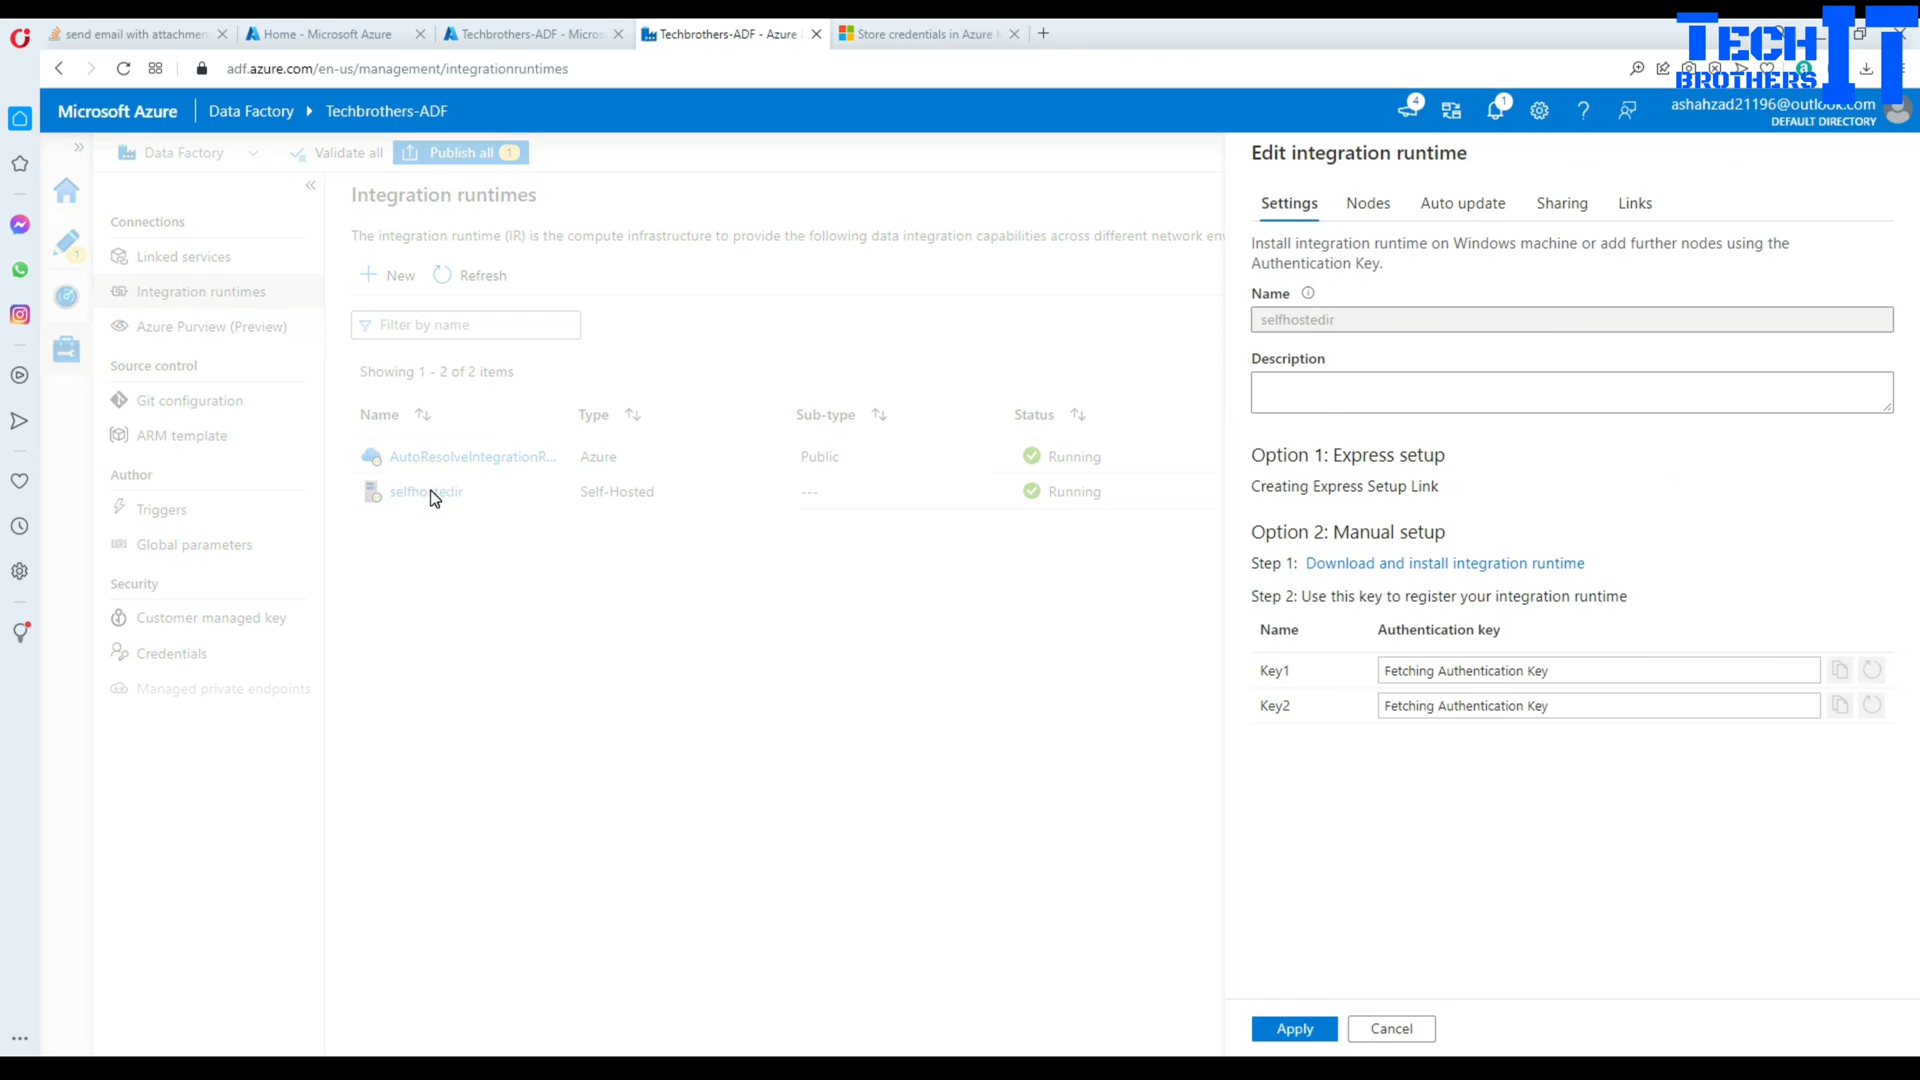 send email with attachmen
Home - Microsoft Azure
Techbrothers-ADF - Micros
Techbrothers-ADF - Azure
Store credentials in Azure
TECH IT
BROTHERS
adf.azure.com/en-us/management/integrationruntimes
Microsoft Azure
Data Factory
Techbrothers-ADF
4
1
ashahzad21196@outlook.com
DEFAULT DIRECTORY
Data Factory
Validate all
Publish all 1
Connections
Linked services
Integration runtimes
Azure Purview (Preview)
Source control
Git configuration
ARM template
Author
Triggers
Global parameters
Security
Customer managed key
Credentials
Managed private endpoints
1
Integration runtimes
The integration runtime (IR) is the compute infrastructure to provide the following data integration capabilities across different network env
New
Refresh
Filter by name
Showing 1 - 2 of 2 items
Name Type Sub-type Status
AutoResolveIntegrationR... Azure Public Running
selfhostedir Self-Hosted --- Running
Edit integration runtime
Settings Nodes Auto update Sharing Links
Install integration runtime on Windows machine or add further nodes using the
Authentication Key.
Name
selfhostedir
Description
Option 1: Express setup
Creating Express Setup Link
Option 2: Manual setup
Step 1: Download and install integration runtime
Step 2: Use this key to register your integration runtime
Name Authentication key
Key1 Fetching Authentication Key
Key2 Fetching Authentication Key
Apply
Cancel